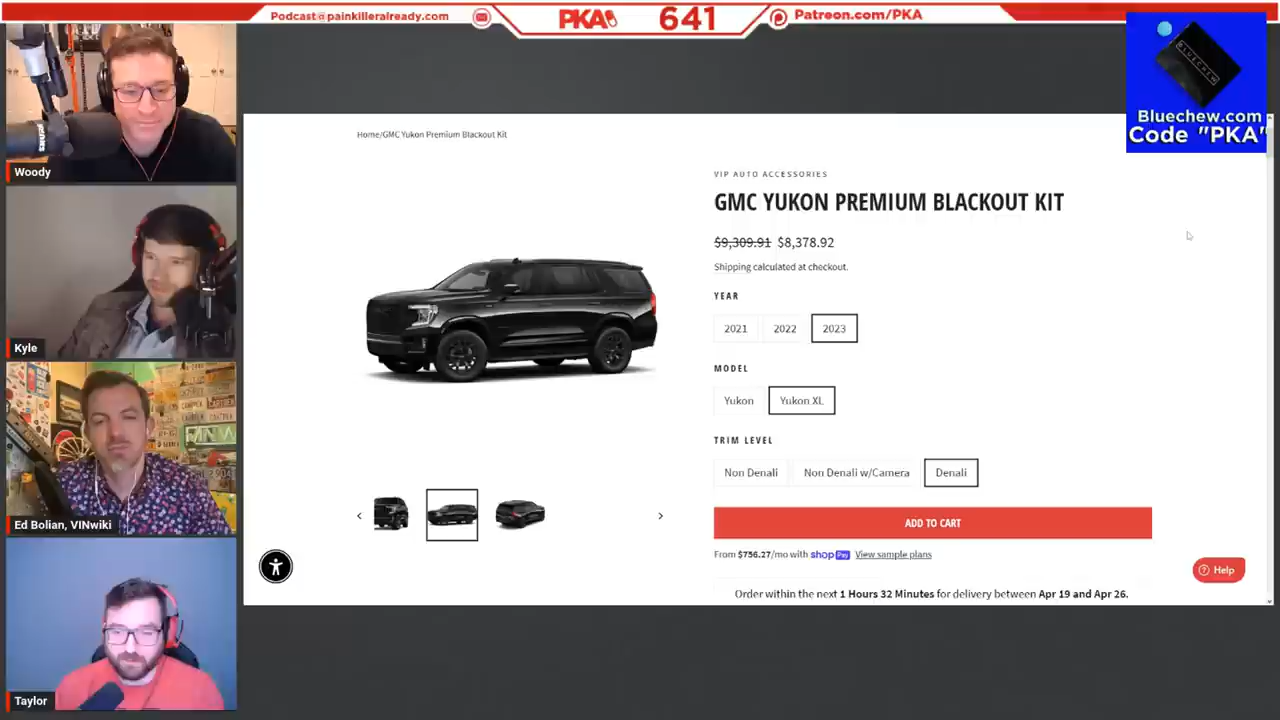 Podcast@painkilleralready.com
PKA
641
Patreon.com/PKA
BLUECHEW
Bluechew.com
Code "PKA"
Woody
Kyle
Ed Bolian, VINwiki
Taylor
Home/GMC Yukon Premium Blackout Kit
VIP AUTO ACCESSORIES
GMC YUKON PREMIUM BLACKOUT KIT
$9,309.91 $8,378.92
Shipping calculated at checkout.
YEAR
2021 2022 2023
MODEL
Yukon Yukon XL
TRIM LEVEL
Non Denali Non Denali w/Camera Denali
ADD TO CART
From $756.27/mo with shop Pay View sample plans
Help
Order within the next 1 Hours 32 Minutes for delivery between Apr 19 and Apr 26.